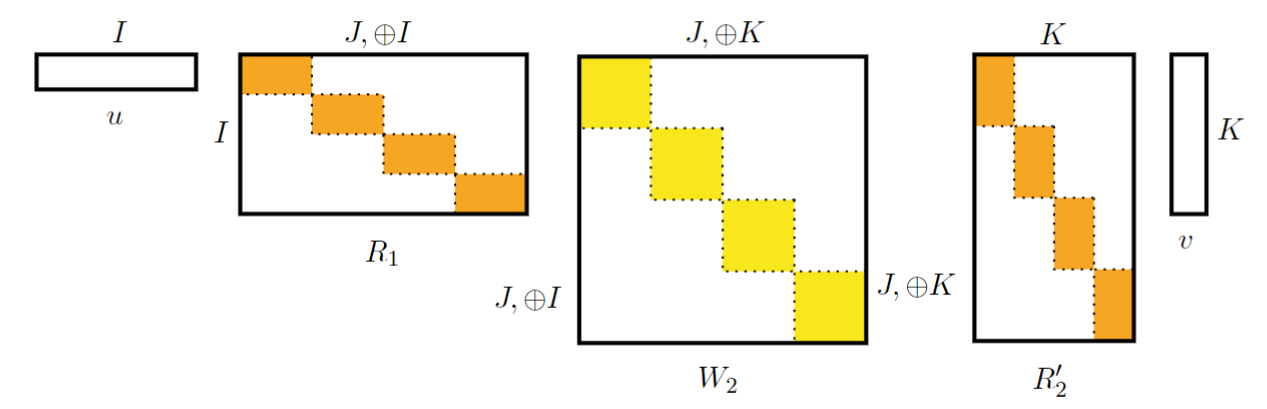 I
J, ⊕I
J, ⊕K
K
u
I
K
R₁
v
J, ⊕I
J, ⊕K
W₂
R′₂